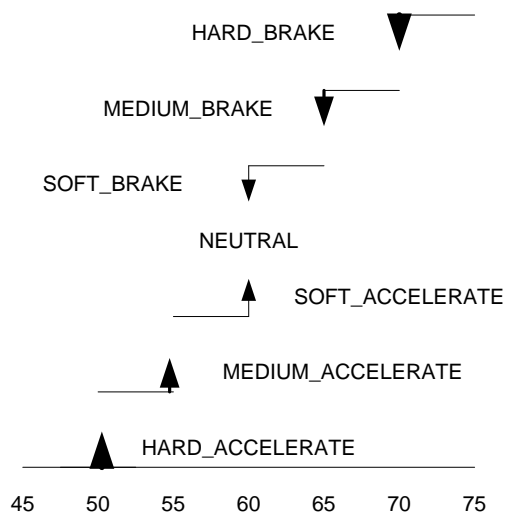 HARD_BRAKE
MEDIUM_BRAKE
SOFT_BRAKE
NEUTRAL
SOFT_ACCELERATE
MEDIUM_ACCELERATE
HARD_ACCELERATE
45 50 55 60 65 70 75